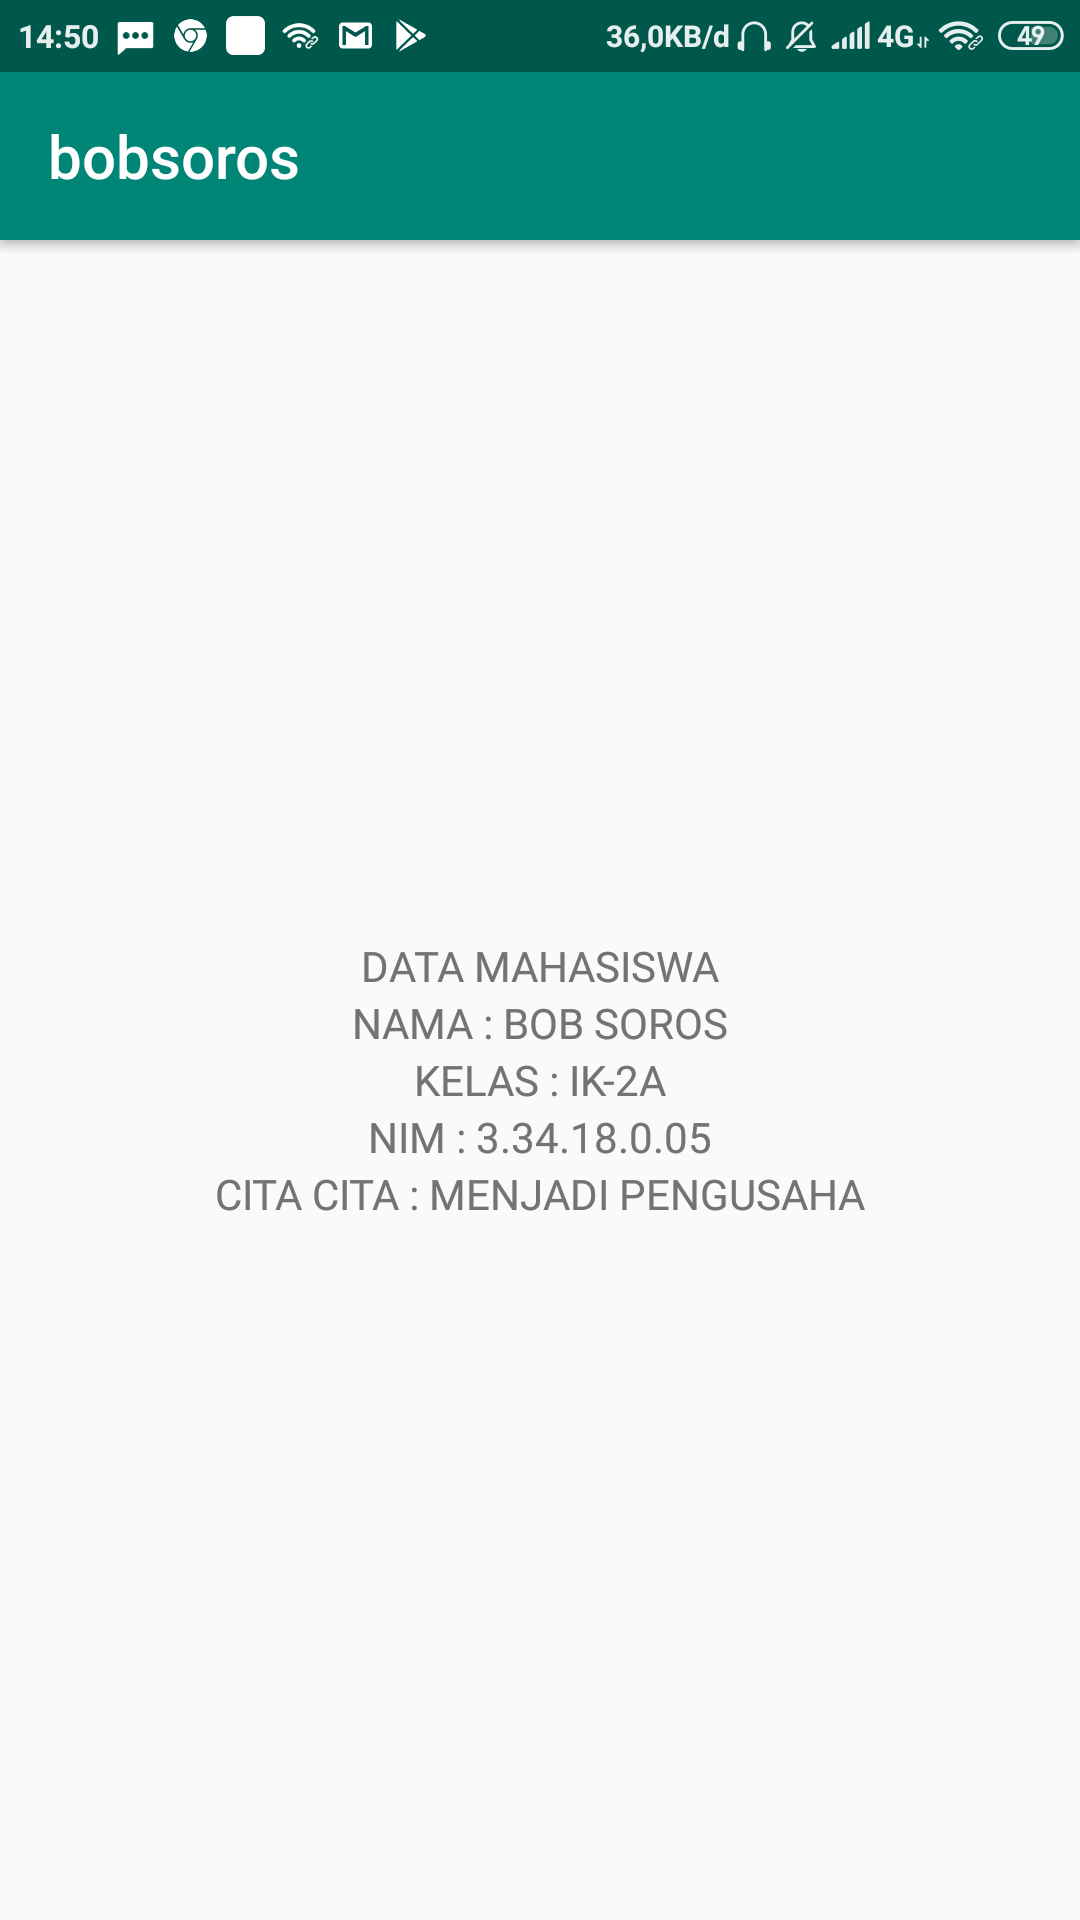 14:50 36,0KB/d 4G 49
bobsoros
DATA MAHASISWA
NAMA : BOB SOROS
KELAS : IK-2A
NIM : 3.34.18.0.05
CITA CITA : MENJADI PENGUSAHA